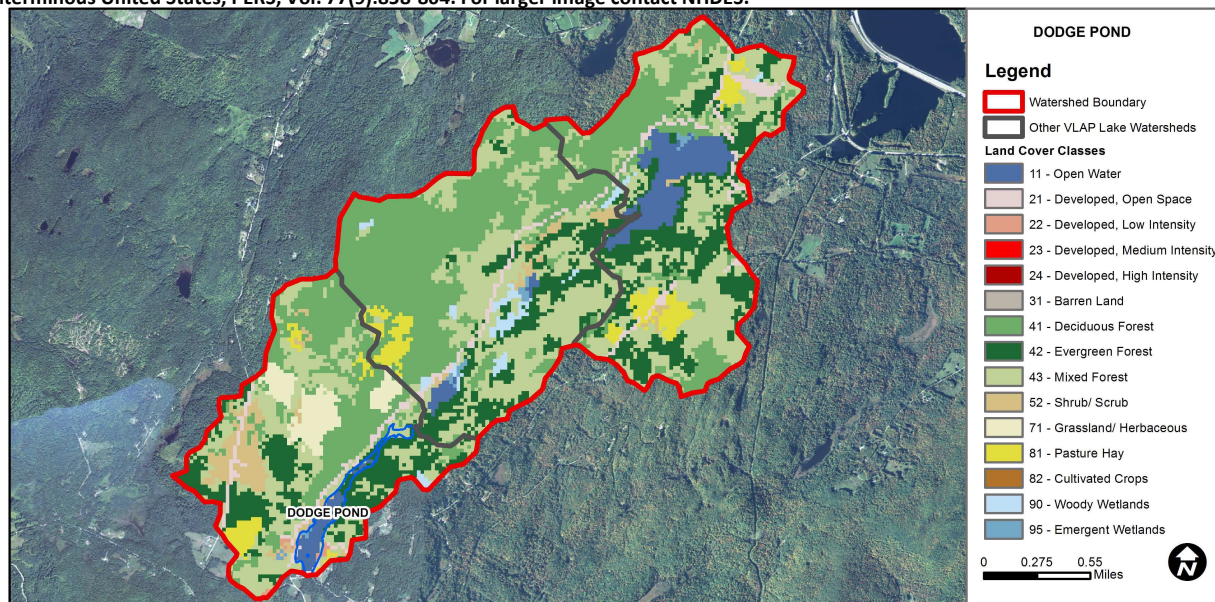 terminous United States, PERS, Vol. 77(9):858-864. For larger image contact NHDES.
DODGE POND
DODGE POND
Legend
Watershed Boundary
Other VLAP Lake Watersheds
Land Cover Classes
11 - Open Water
21 - Developed, Open Space
22 - Developed, Low Intensity
23 - Developed, Medium Intensity
24 - Developed, High Intensity
31 - Barren Land
41 - Deciduous Forest
42 - Evergreen Forest
43 - Mixed Forest
52 - Shrub/ Scrub
71 - Grassland/ Herbaceous
81 - Pasture Hay
82 - Cultivated Crops
90 - Woody Wetlands
95 - Emergent Wetlands
0 0.275 0.55
Miles
N